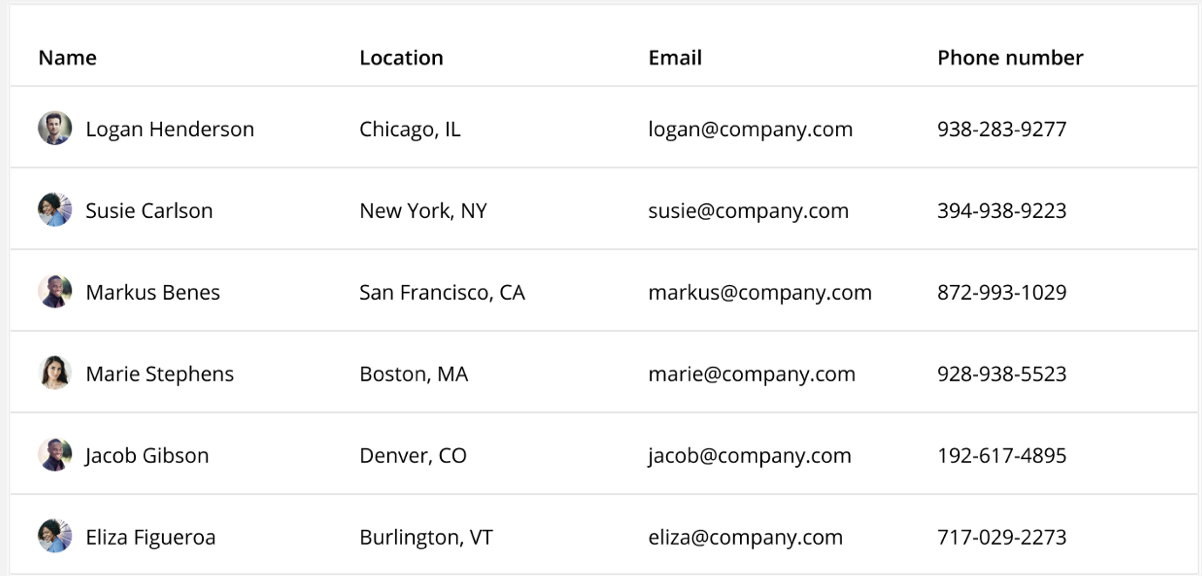 Name Location Email Phone number
Logan Henderson Chicago, IL logan@company.com 938-283-9277
Susie Carlson New York, NY susie@company.com 394-938-9223
Markus Benes San Francisco, CA markus@company.com 872-993-1029
Marie Stephens Boston, MA marie@company.com 928-938-5523
Jacob Gibson Denver, CO jacob@company.com 192-617-4895
Eliza Figueroa Burlington, VT eliza@company.com 717-029-2273